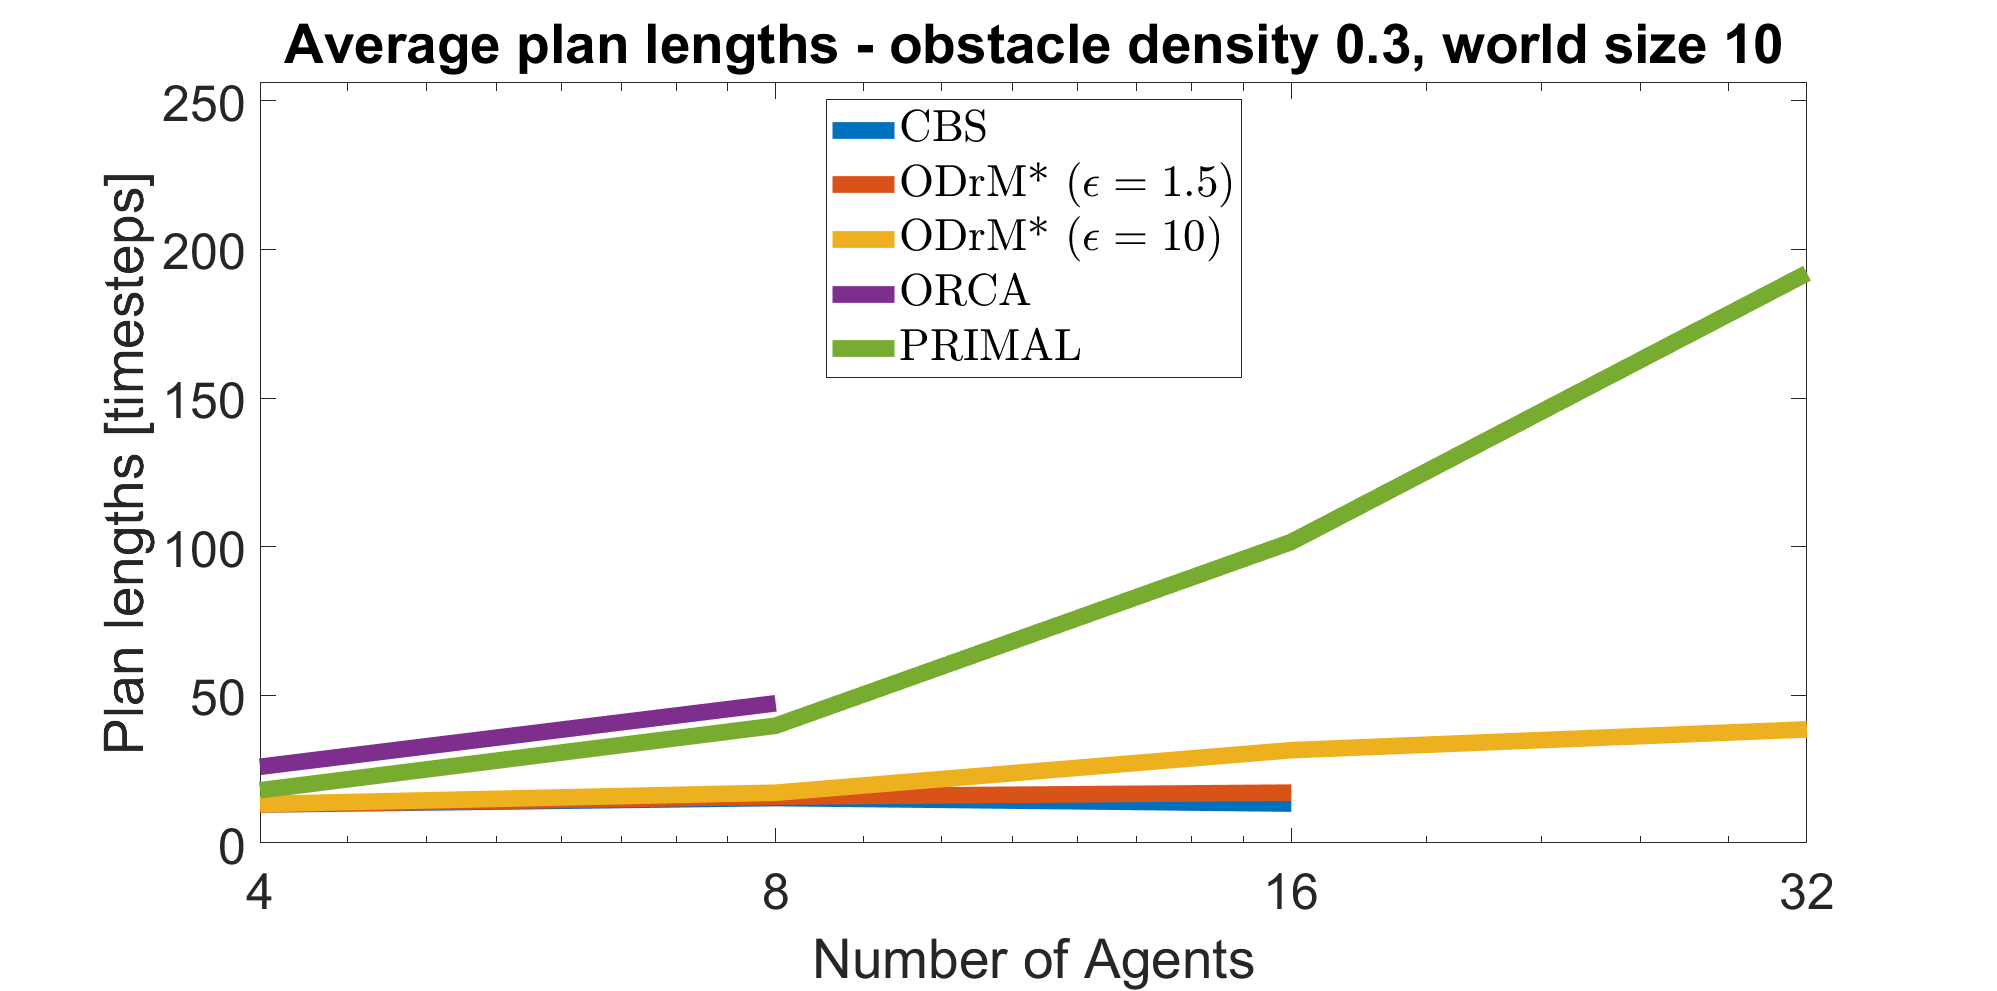 Average plan lengths - obstacle density 0.3, world size 10
Plan lengths [timesteps]
250
200
150
100
50
0
CBS
ODrM* (ϵ = 1.5)
ODrM* (ϵ = 10)
ORCA
PRIMAL
4 8 16 32
Number of Agents